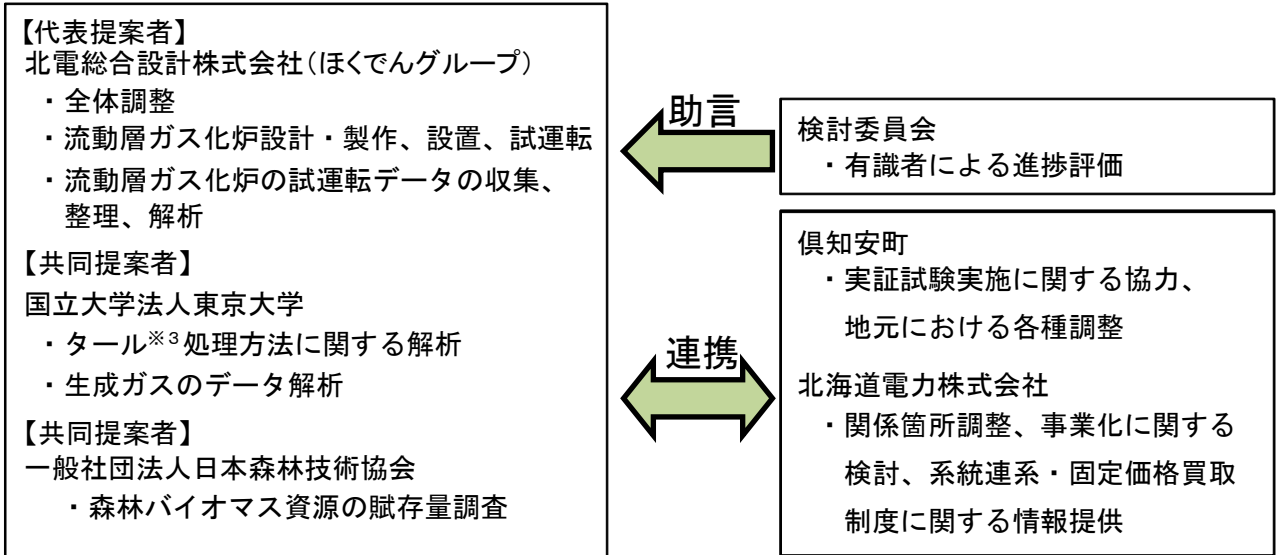 【代表提案者】
北電総合設計株式会社(ほくでんグループ)
・全体調整
・流動層ガス化炉設計・製作、設置、試運転
・流動層ガス化炉の試運転データの収集、
整理、解析
【共同提案者】
国立大学法人東京大学
・タール※3処理方法に関する解析
・生成ガスのデータ解析
【共同提案者】
一般社団法人日本森林技術協会
・森林バイオマス資源の賦存量調査
助言
連携
検討委員会
・有識者による進捗評価
倶知安町
・実証試験実施に関する協力、
地元における各種調整
北海道電力株式会社
・関係箇所調整、事業化に関する
検討、系統連系・固定価格買取
制度に関する情報提供